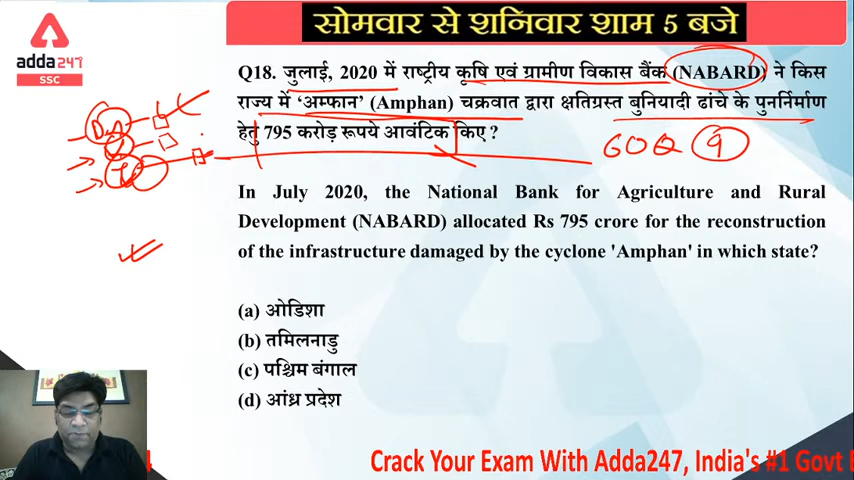 सोमवार से शनिवार शाम 5 बजे
adda247
SSC
Q18. जुलाई, 2020 में राष्ट्रीय कृषि एवं ग्रामीण विकास बैंक (NABARD) ने किस
राज्य में ‘अम्फान’ (Amphan) चक्रवात द्वारा क्षतिग्रस्त बुनियादी ढांचे के पुनर्निर्माण
हेतु 795 करोड़ रूपये आवंटिक किए ?
GOQ 9
In July 2020, the National Bank for Agriculture and Rural
Development (NABARD) allocated Rs 795 crore for the reconstruction
of the infrastructure damaged by the cyclone 'Amphan' in which state?
(a) ओडिशा
(b) तमिलनाडु
(c) पश्चिम बंगाल
(d) आंध्र प्रदेश
Crack Your Exam With Adda247, India's #1 Govt